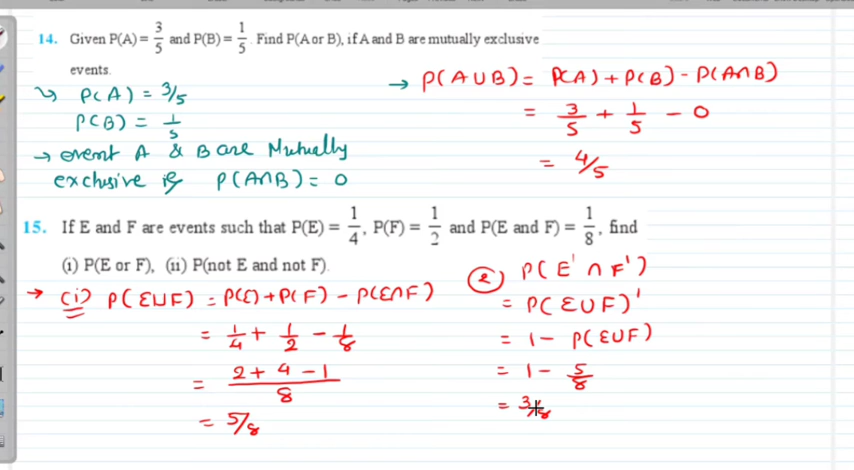 14. Given P(A) = 3/5 and P(B) = 1/5. Find P(A or B), if A and B are mutually exclusive
events.
↳ P(A) = 3/5
P(B) = 1/5
→ event A & B are Mutually
exclusive is P(A∩B) = 0
→ P(A∪B) = P(A) + P(B) - P(A∩B)
= 3/5 + 1/5 - 0
= 4/5
15. If E and F are events such that P(E) = 1/4, P(F) = 1/2 and P(E and F) = 1/8, find
(i) P(E or F), (ii) P(not E and not F).
→ (i) P(E∪F) = P(E) + P(F) - P(E∩F)
= 1/4 + 1/2 - 1/8
= (2 + 4 - 1)/8
= 5/8
(2) P(E' ∩ F')
= P(E∪F)'
= 1 - P(E∪F)
= 1 - 5/8
= 3/8